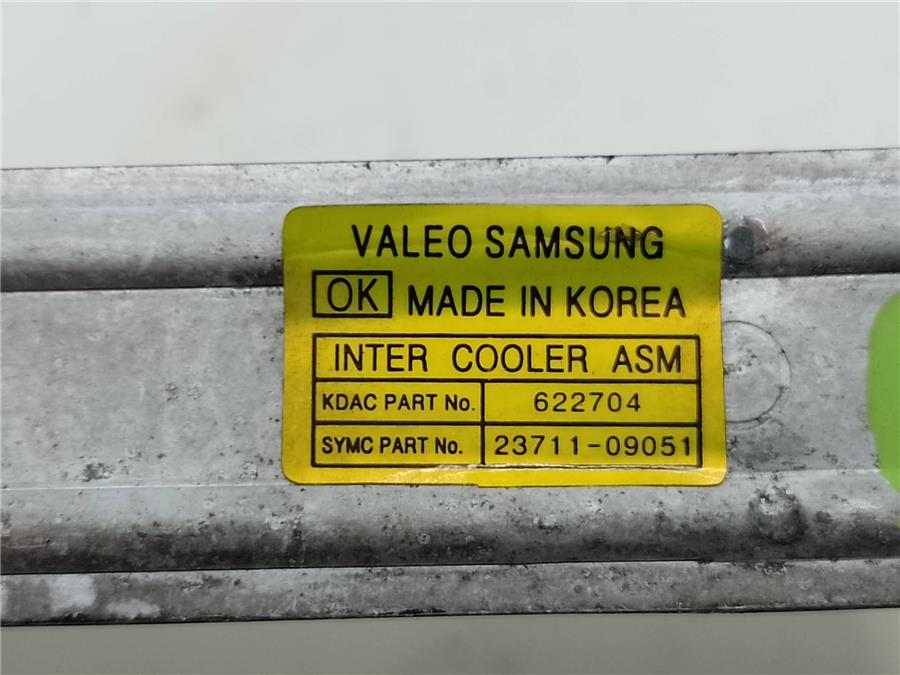 VALEO SAMSUNG
OK MADE IN KOREA
INTER COOLER ASM
KDAC PART No. 622704
SYMC PART No. 23711-09051